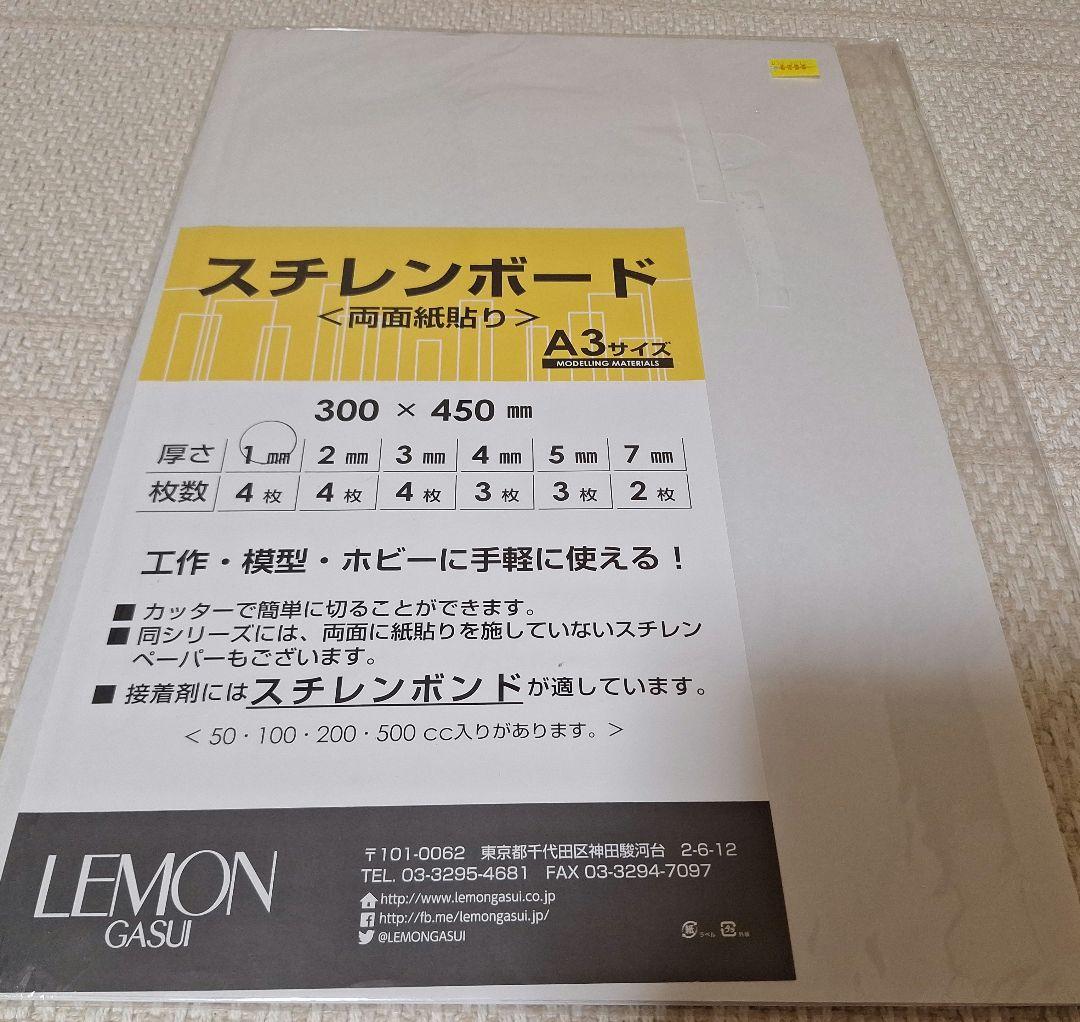 スチレンボード
＜両面紙貼り＞
A3サイズ
MODELLING MATERIALS
300 × 450 ㎜
厚さ 1 ㎜ 2 ㎜ 3 ㎜ 4 ㎜ 5 ㎜ 7 ㎜
枚数 4 枚 4 枚 4 枚 3 枚 3 枚 2 枚
工作・模型・ホビーに手軽に使える！
■ カッターで簡単に切ることができます。
■ 同シリーズには、両面に紙貼りを施していないスチレン
ペーパーもございます。
■ 接着剤にはスチレンボンドが適しています。
＜ 50・100・200・500 cc入りがあります。＞
LEMON
GASUI
〒101-0062 東京都千代田区神田駿河台 2-6-12
TEL. 03-3295-4681 FAX 03-3294-7097
http://www.lemongasui.co.jp
http://fb.me/lemongasui.jp/
@LEMONGASUI
紙 ラベル プラ 外装